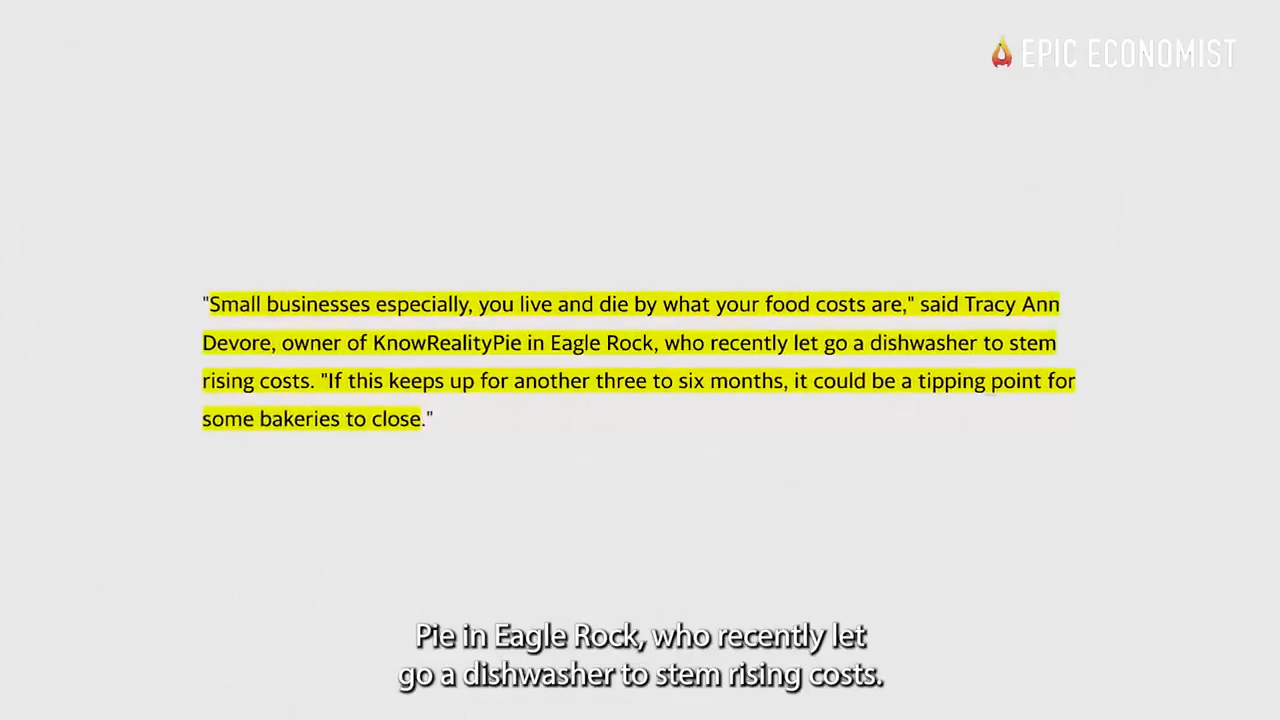 EPIC ECONOMIST
"Small businesses especially, you live and die by what your food costs are," said Tracy Ann
Devore, owner of KnowRealityPie in Eagle Rock, who recently let go a dishwasher to stem
rising costs. "If this keeps up for another three to six months, it could be a tipping point for
some bakeries to close."
Pie in Eagle Rock, who recently let
go a dishwasher to stem rising costs.